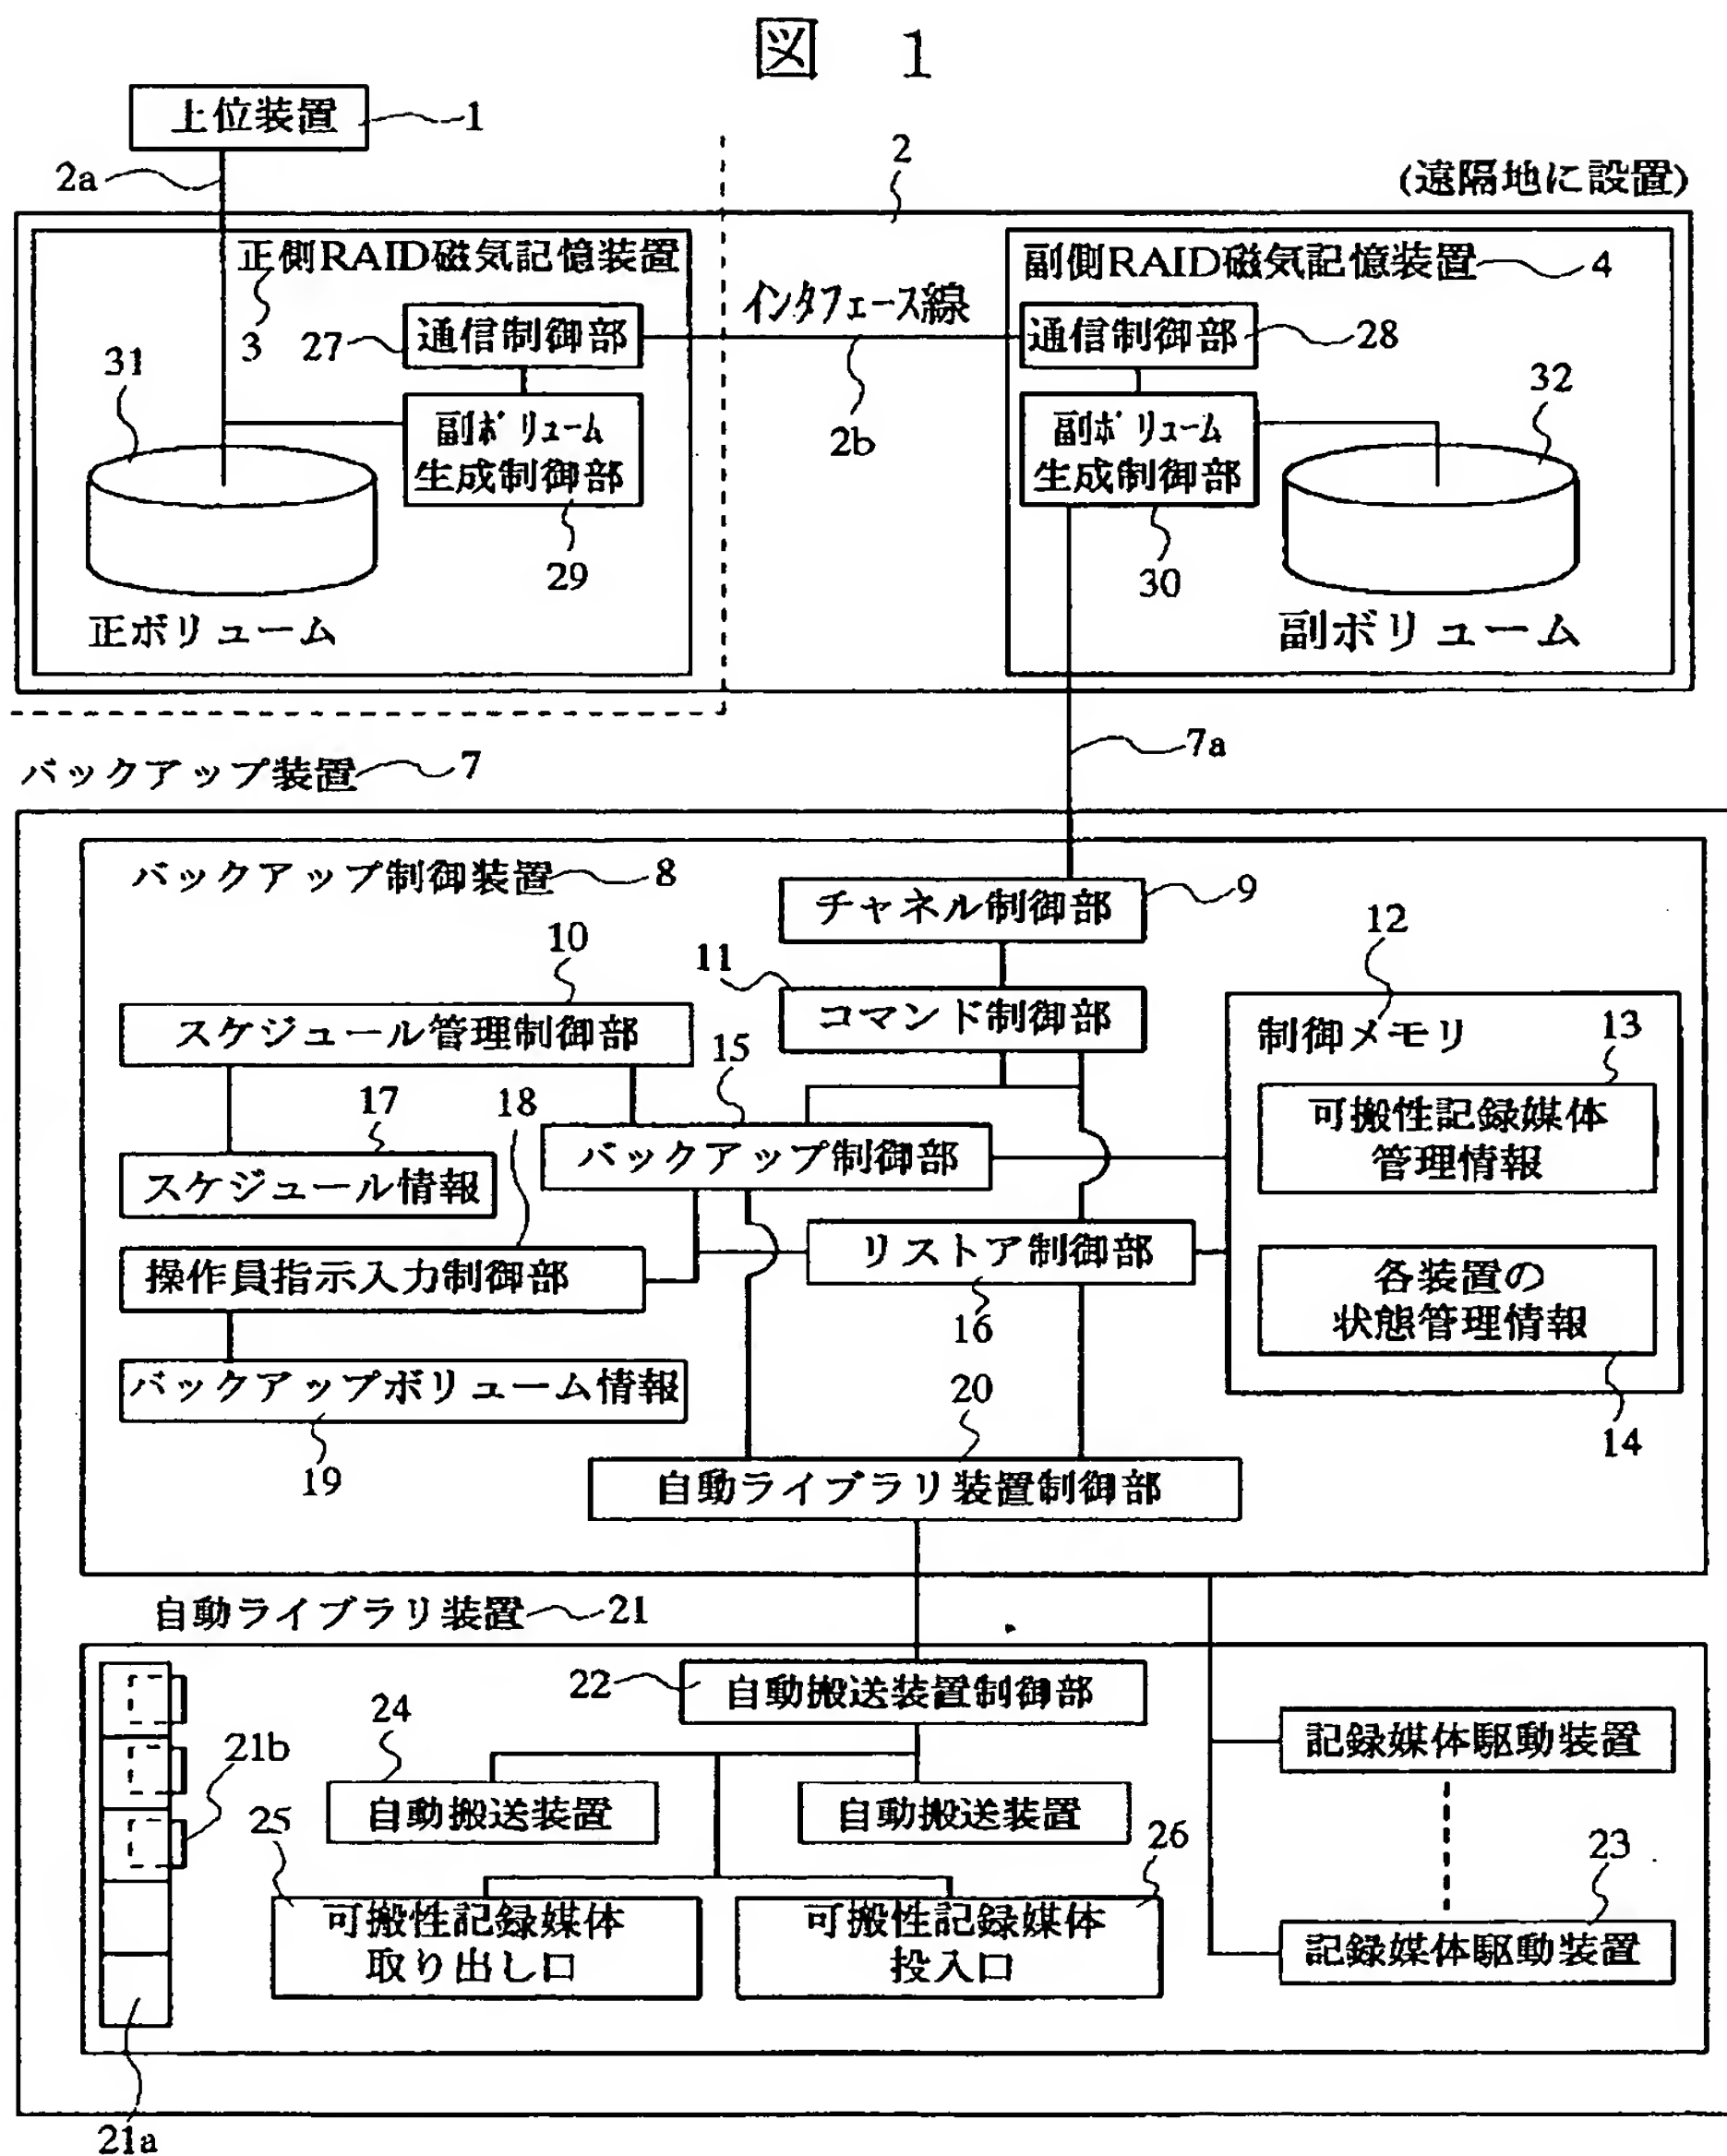 図 1
上位装置
1
2a
2
(遠隔地に設置)
正側RAID磁気記憶装置
3
副側RAID磁気記憶装置
4
インタフェース線
2b
27
通信制御部
通信制御部
28
31
副ボリューム
生成制御部
29
副ボリューム
生成制御部
30
32
正ボリューム
副ボリューム
7a
バックアップ装置
7
バックアップ制御装置
8
チャネル制御部
9
10
11
12
スケジュール管理制御部
コマンド制御部
制御メモリ
13
可搬性記録媒体
管理情報
15
17
18
バックアップ制御部
スケジュール情報
リストア制御部
16
操作員指示入力制御部
各装置の
状態管理情報
14
バックアップボリューム情報
19
20
自動ライブラリ装置制御部
自動ライブラリ装置
21
22
自動搬送装置制御部
24
21b
自動搬送装置
自動搬送装置
記録媒体駆動装置
25
26
23
可搬性記録媒体
取り出し口
可搬性記録媒体
投入口
記録媒体駆動装置
21a